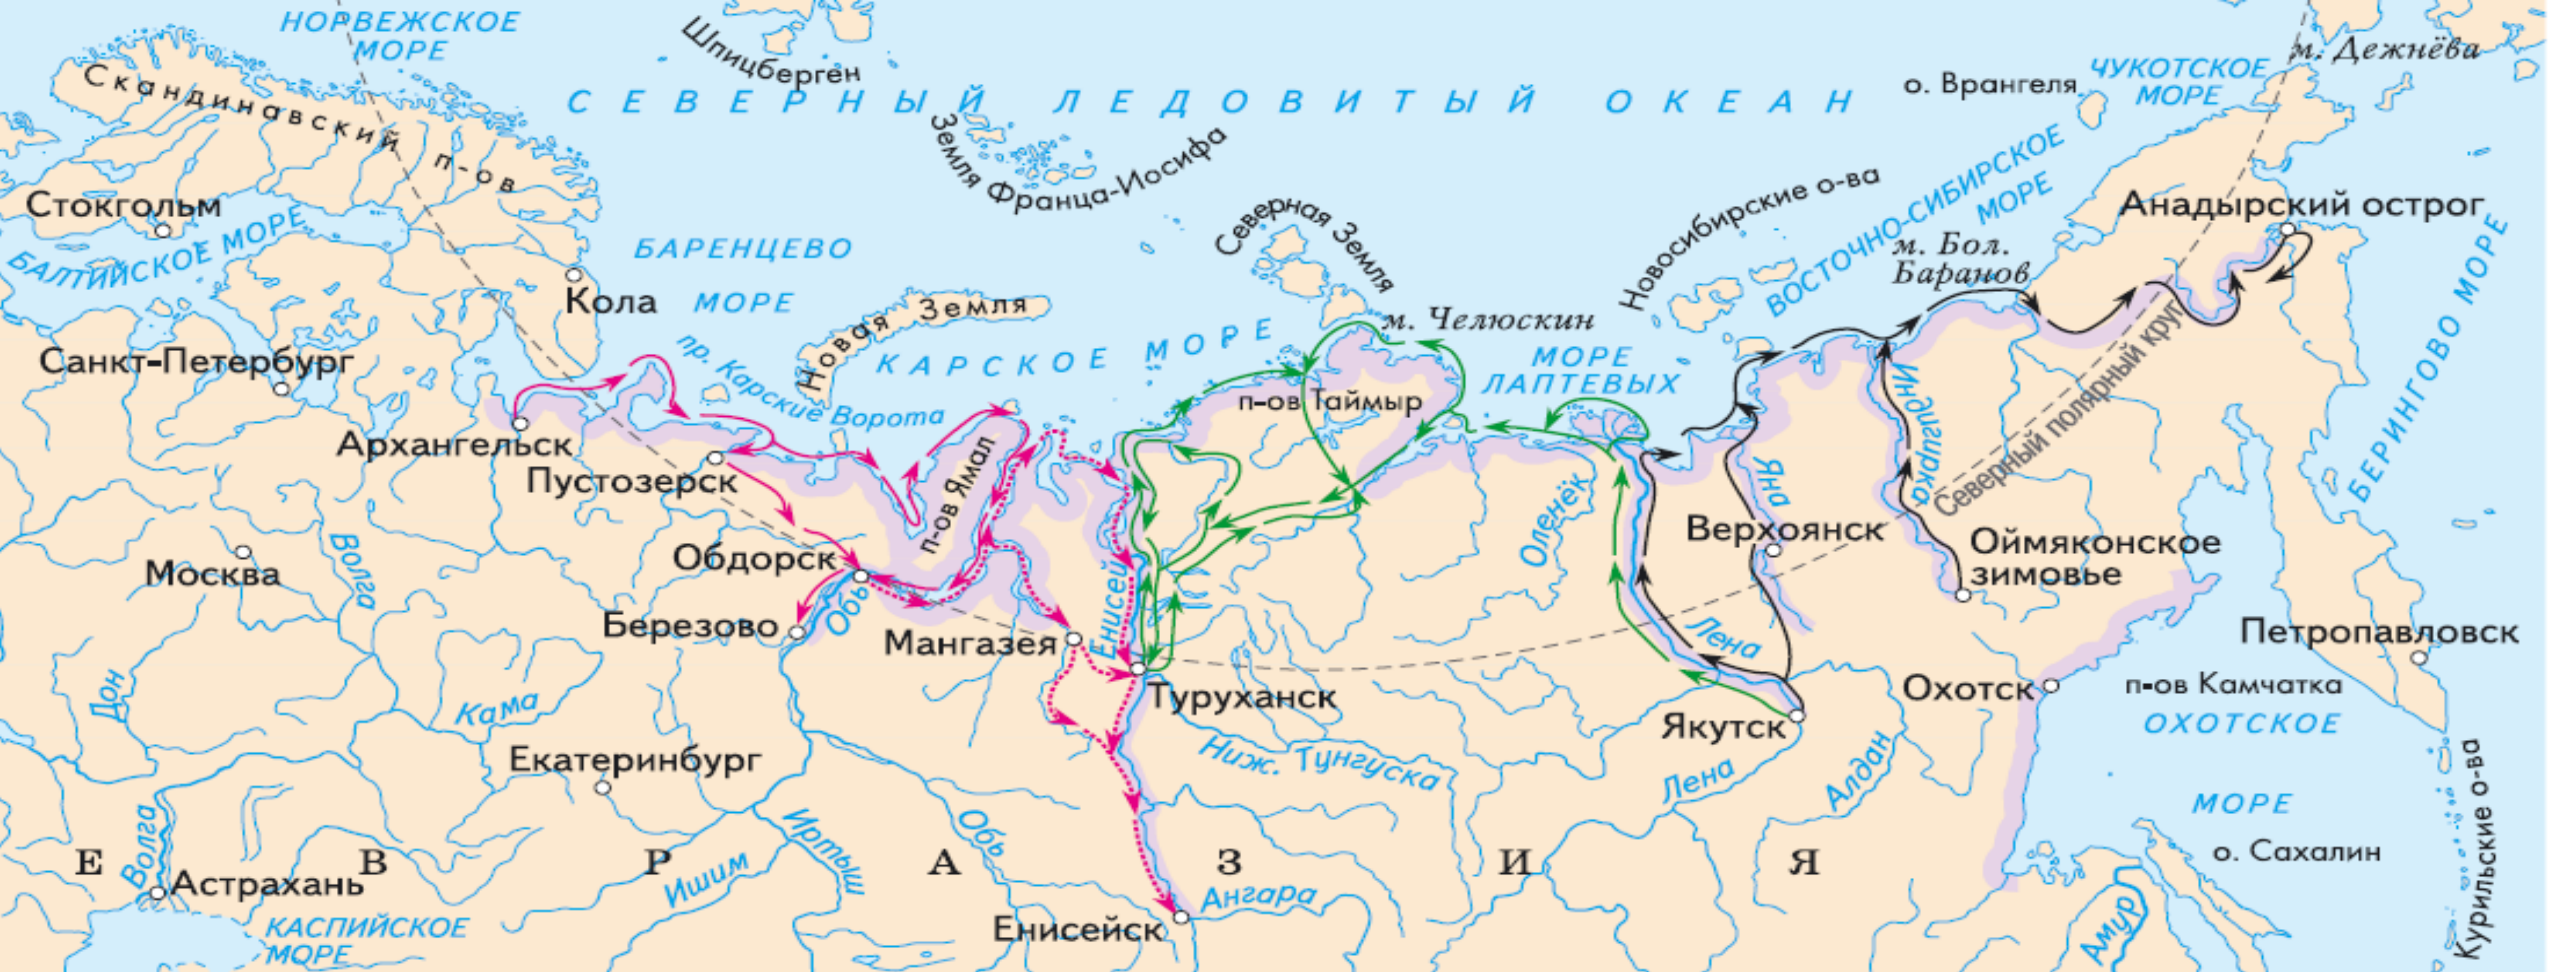 НОРВЕЖСКОЕ
МОРЕ
Шпицберген
м. Дежнёва
Скандинавский п-ов
СЕВЕРНЫЙ ЛЕДОВИТЫЙ ОКЕАН
о. Врангеля
ЧУКОТСКОЕ
МОРЕ
Земля Франца-Иосифа
Стокгольм
БАЛТИЙСКОЕ МОРЕ
БАРЕНЦЕВО
МОРЕ
Северная Земля
Новосибирские о-ва
ВОСТОЧНО-СИБИРСКОЕ
МОРЕ
Анадырский острог
м. Бол.
Баранов
Кола
Новая Земля
пр. Карские Ворота
КАРСКОЕ МОРЕ
м. Челюскин
МОРЕ
ЛАПТЕВЫХ
БЕРИНГОВО МОРЕ
Санкт-Петербург
п-ов Таймыр
Индигирка
Северный полярный круг
Архангельск
Пустозерск
п-ов Ямал
Оленёк
Яна
Верхоянск
Оймяконское
зимовье
Москва
Волга
Обдорск
Березово
Обь
Мангазея
Енисей
Туруханск
Лена
Петропавловск
Дон
Кама
Якутск
Охотск
п-ов Камчатка
ОХОТСКОЕ
МОРЕ
Екатеринбург
Ниж. Тунгуска
Лена
Алдан
Волга
Обь
Иртыш
Ишим
о. Сахалин
Курильские о-ва
ЕВРАЗИЯ
Астрахань
КАСПИЙСКОЕ
МОРЕ
Енисейск
Ангара
Амур